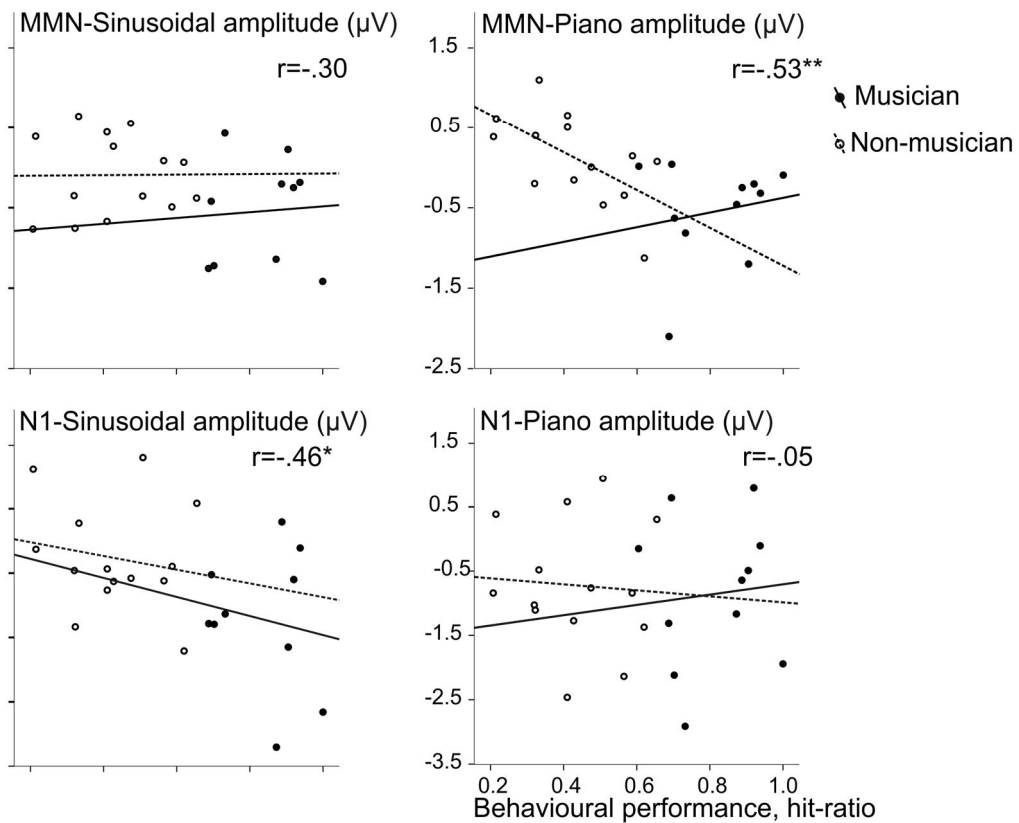 MMN-Sinusoidal amplitude (µV)
r=-.30
MMN-Piano amplitude (µV)
r=-.53**
1.5
0.5
-0.5
-1.5
-2.5
Musician
Non-musician
N1-Sinusoidal amplitude (µV)
r=-.46*
N1-Piano amplitude (µV)
r=-.05
1.5
0.5
-0.5
-1.5
-2.5
-3.5
0.2 0.4 0.6 0.8 1.0
Behavioural performance, hit-ratio